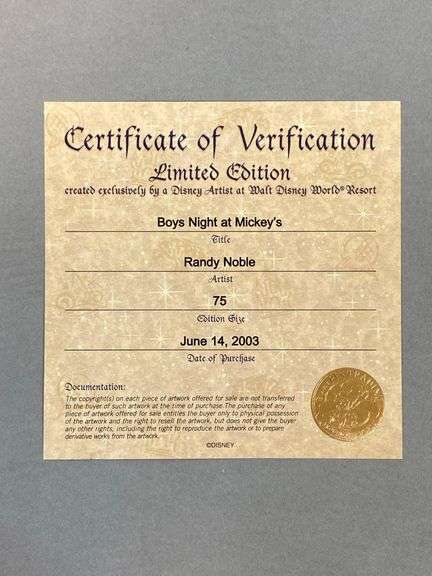 Certificate of Verification
Limited Edition
created exclusively by a Disney Artist at Walt Disney World® Resort
Boys Night at Mickey's
Title
Randy Noble
Artist
75
Edition Size
June 14, 2003
Date of Purchase
Documentation:
The copyright(s) on each piece of artwork offered for sale are not transferred
to the buyer of such artwork at the time of purchase.The purchase of any
piece of artwork offered for sale entitles the buyer only to physical possession
of the artwork and the right to resell the artwork, but does not give the buyer
any other rights, including the right to reproduce the artwork or to prepare
derivative works from the artwork.
©DISNEY